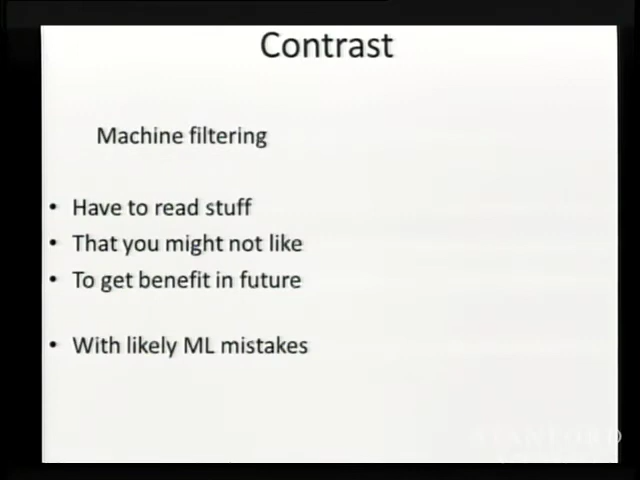 Contrast
Machine filtering
• Have to read stuff
• That you might not like
• To get benefit in future
• With likely ML mistakes
STANFORD